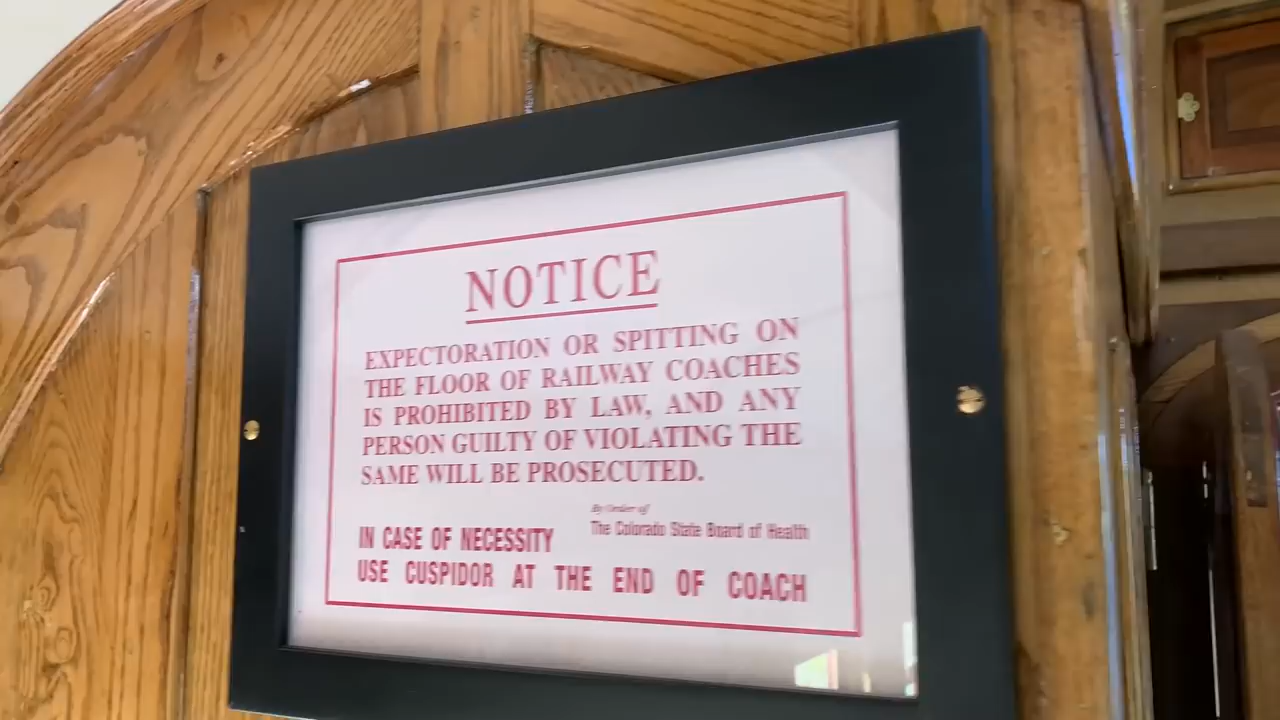 NOTICE
EXPECTORATION OR SPITTING ON
THE FLOOR OF RAILWAY COACHES
IS PROHIBITED BY LAW, AND ANY
PERSON GUILTY OF VIOLATING THE
SAME WILL BE PROSECUTED.
By Order of
The Colorado State Board of Health
IN CASE OF NECESSITY
USE CUSPIDOR AT THE END OF COACH